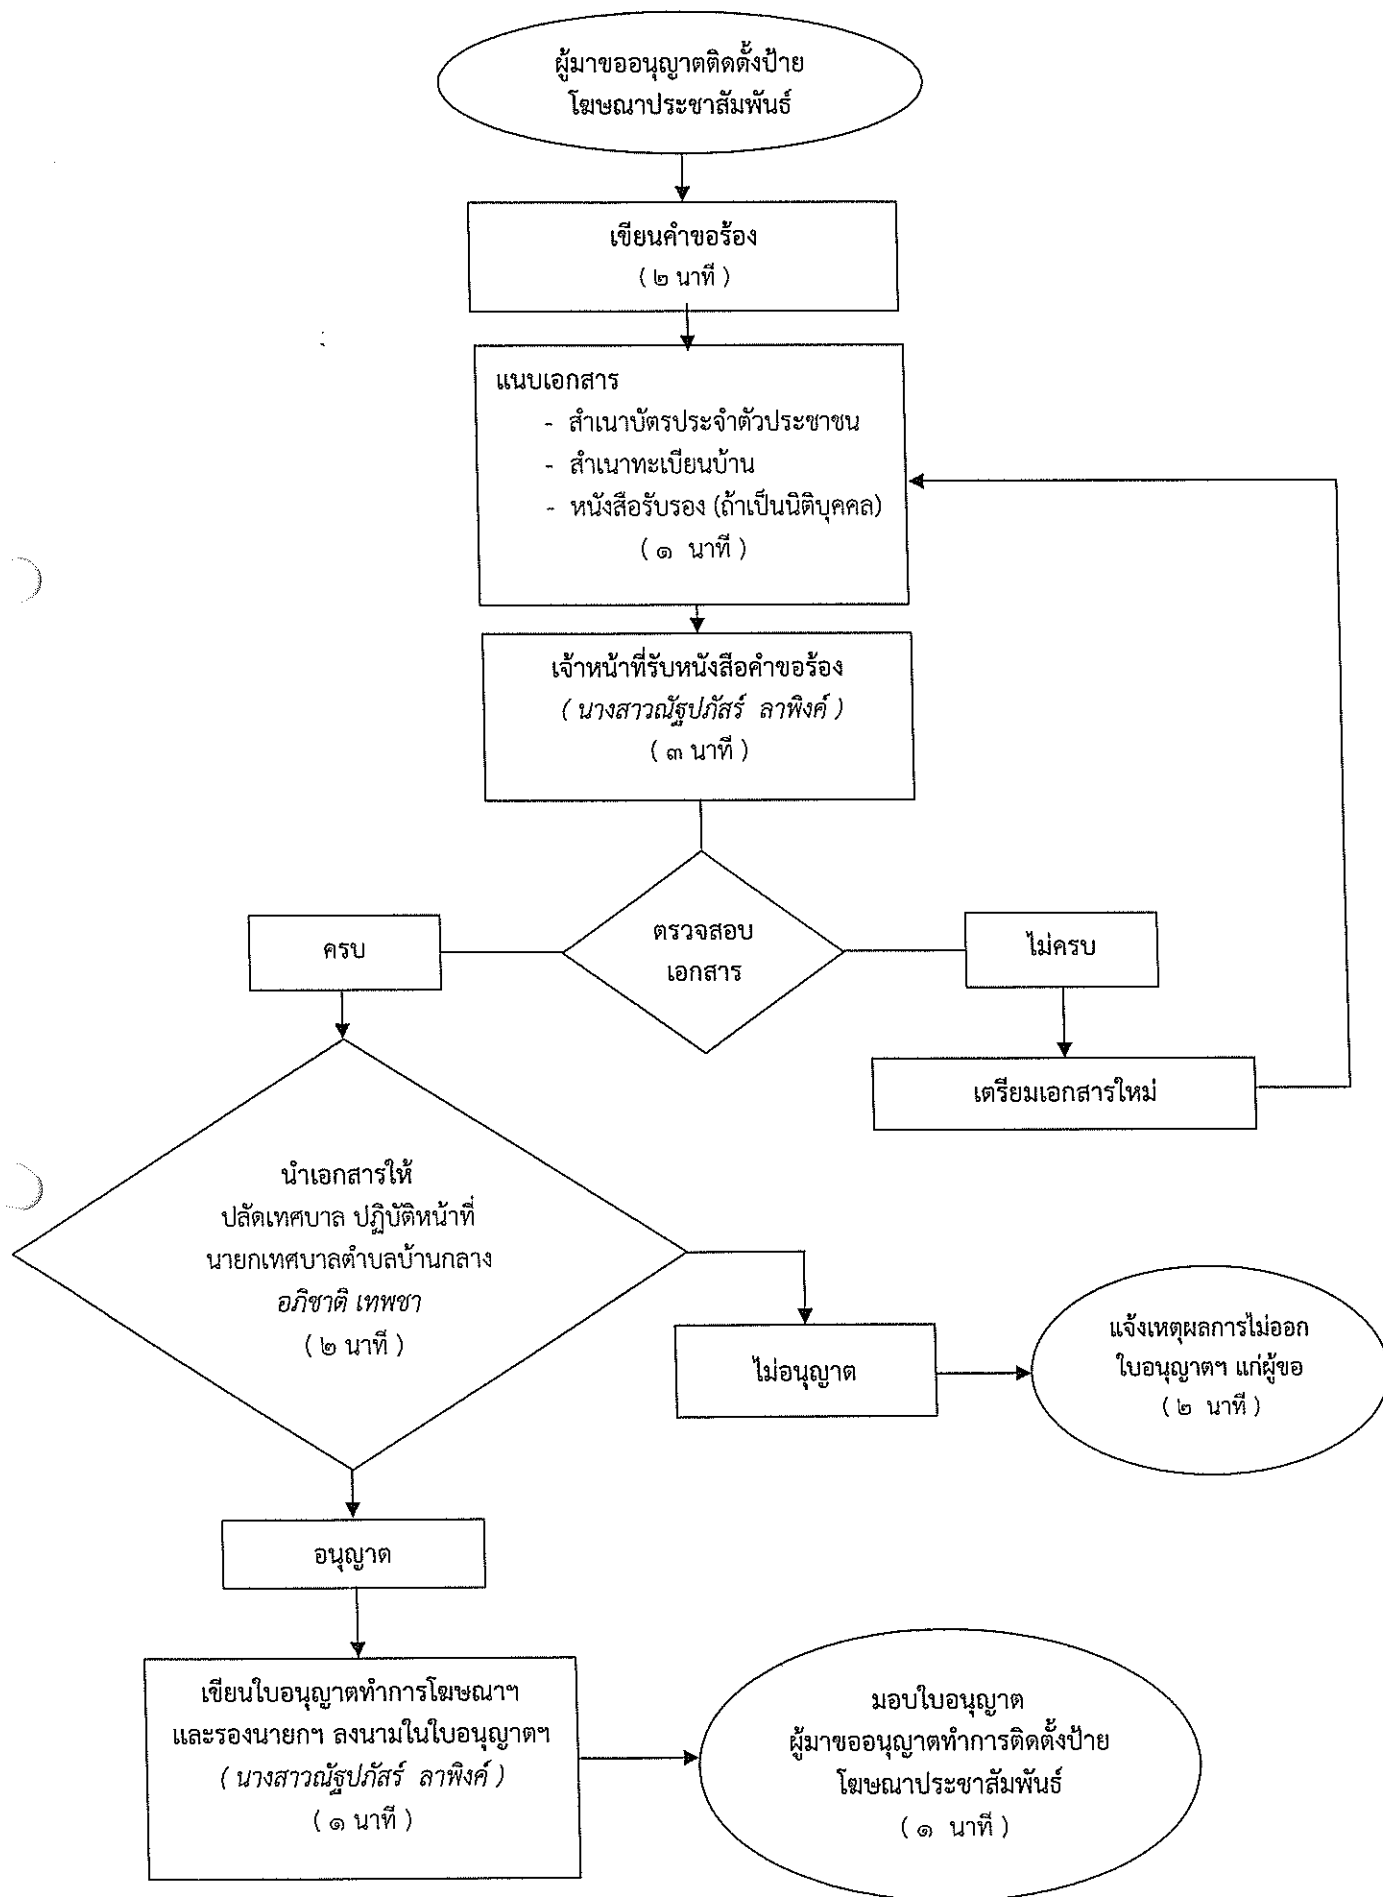 ผู้มาขออนุญาตติดตั้งป้าย
โฆษณาประชาสัมพันธ์
เขียนคำขอร้อง
( ๒ นาที )
แนบเอกสาร
- สำเนาบัตรประจำตัวประชาชน
- สำเนาทะเบียนบ้าน
- หนังสือรับรอง (ถ้าเป็นนิติบุคคล)
( ๑ นาที )
เจ้าหน้าที่รับหนังสือคำขอร้อง
( นางสาวณัฐปภัสร์ ลาพิงค์ )
( ๓ นาที )
ตรวจสอบ
เอกสาร
ครบ
ไม่ครบ
เตรียมเอกสารใหม่
นำเอกสารให้
ปลัดเทศบาล ปฏิบัติหน้าที่
นายกเทศบาลตำบลบ้านกลาง
อภิชาติ เทพชา
( ๒ นาที )
ไม่อนุญาต
แจ้งเหตุผลการไม่ออก
ใบอนุญาตฯ แก่ผู้ขอ
( ๒ นาที )
อนุญาต
เขียนใบอนุญาตทำการโฆษณาฯ
และรองนายกฯ ลงนามในใบอนุญาตฯ
( นางสาวณัฐปภัสร์ ลาพิงค์ )
( ๑ นาที )
มอบใบอนุญาต
ผู้มาขออนุญาตทำการติดตั้งป้าย
โฆษณาประชาสัมพันธ์
( ๑ นาที )